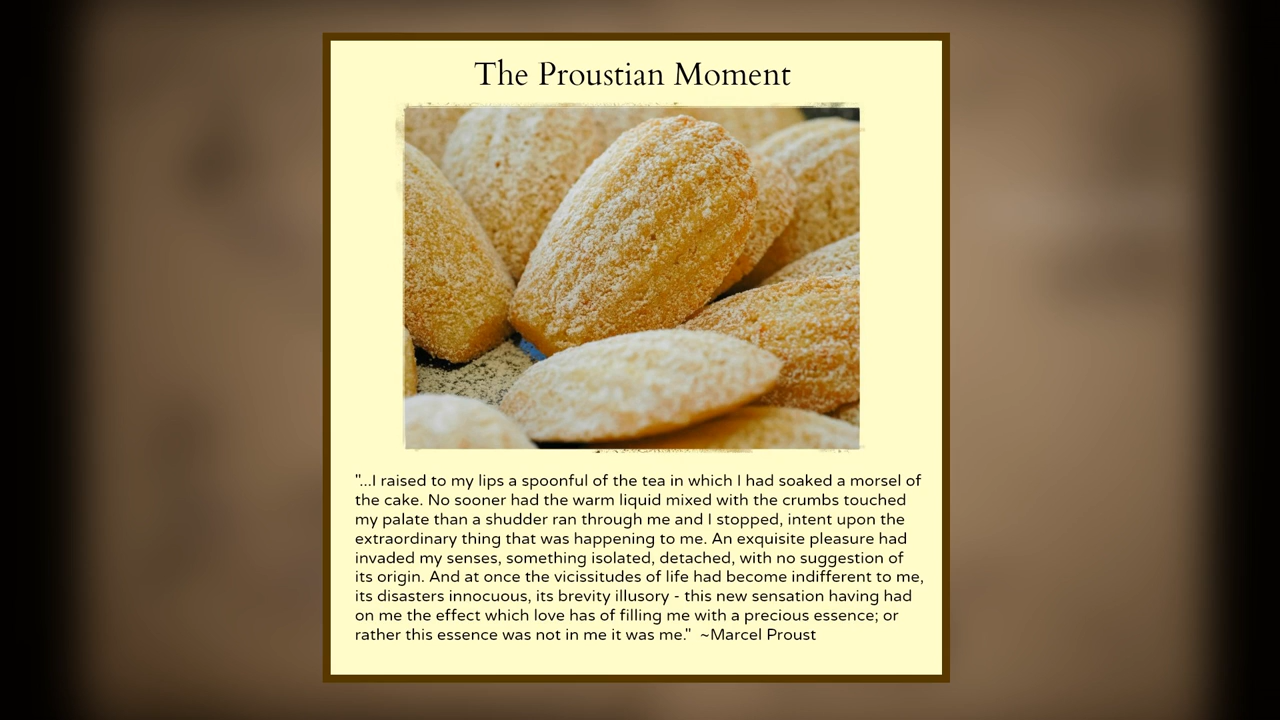 The Proustian Moment
"...I raised to my lips a spoonful of the tea in which I had soaked a morsel of
the cake. No sooner had the warm liquid mixed with the crumbs touched
my palate than a shudder ran through me and I stopped, intent upon the
extraordinary thing that was happening to me. An exquisite pleasure had
invaded my senses, something isolated, detached, with no suggestion of
its origin. And at once the vicissitudes of life had become indifferent to me,
its disasters innocuous, its brevity illusory - this new sensation having had
on me the effect which love has of filling me with a precious essence; or
rather this essence was not in me it was me." ~Marcel Proust